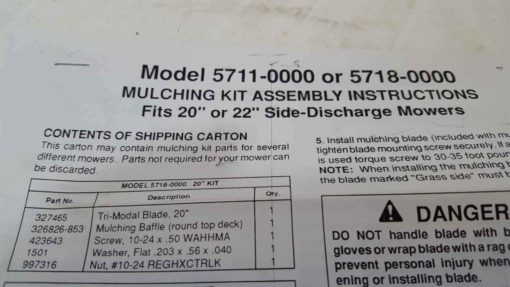 Model 5711-0000 or 5718-0000
MULCHING KIT ASSEMBLY INSTRUCTIONS
Fits 20" or 22" Side-Discharge Mowers
CONTENTS OF SHIPPING CARTON
This carton may contain mulching kit parts for several
different mowers. Parts not required for your mower can
be discarded.
MODEL 5718-0000 20" KIT
Part No. Description Qty.
327465 Tri-Modal Blade, 20" 1
326826-853 Mulching Baffle (round top deck) 1
423643 Screw, 10-24 x .50 WAHHMA 1
1501 Washer, Flat .203 x .56 x .040 1
997316 Nut, #10-24 REGHXCTRLK 1
5. Install mulching blade (included with
tighten blade mounting screw securely. If a
is used torque screw to 30-35 foot
NOTE: When installing the mulching
the blade marked "Grass side" must
DANGER
DO NOT handle blade with
gloves or wrap blade with a rag
prevent personal injury when
ening or installing blade.